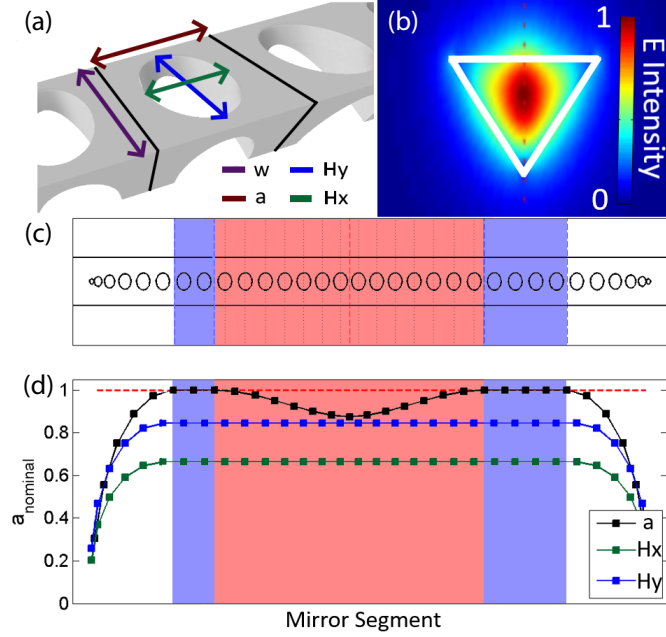 (a)
w
Hy
a
Hx
(b)
1
0
E Intensity
(c)
(d)
1
0.8
0.6
0.4
0.2
0
a_nominal
a
Hx
Hy
Mirror Segment